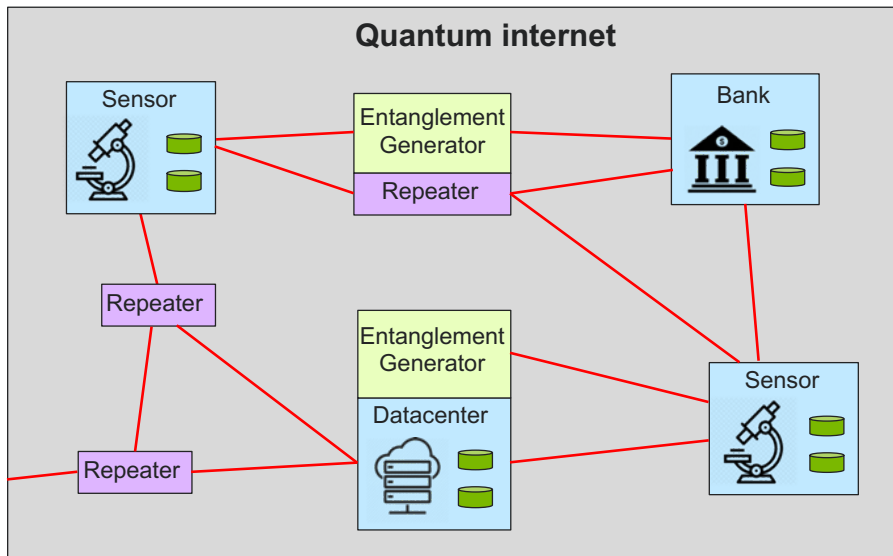 Quantum internet
Sensor
Entanglement
Generator
Repeater
Bank
$
Repeater
Entanglement
Generator
Datacenter
Sensor
Repeater